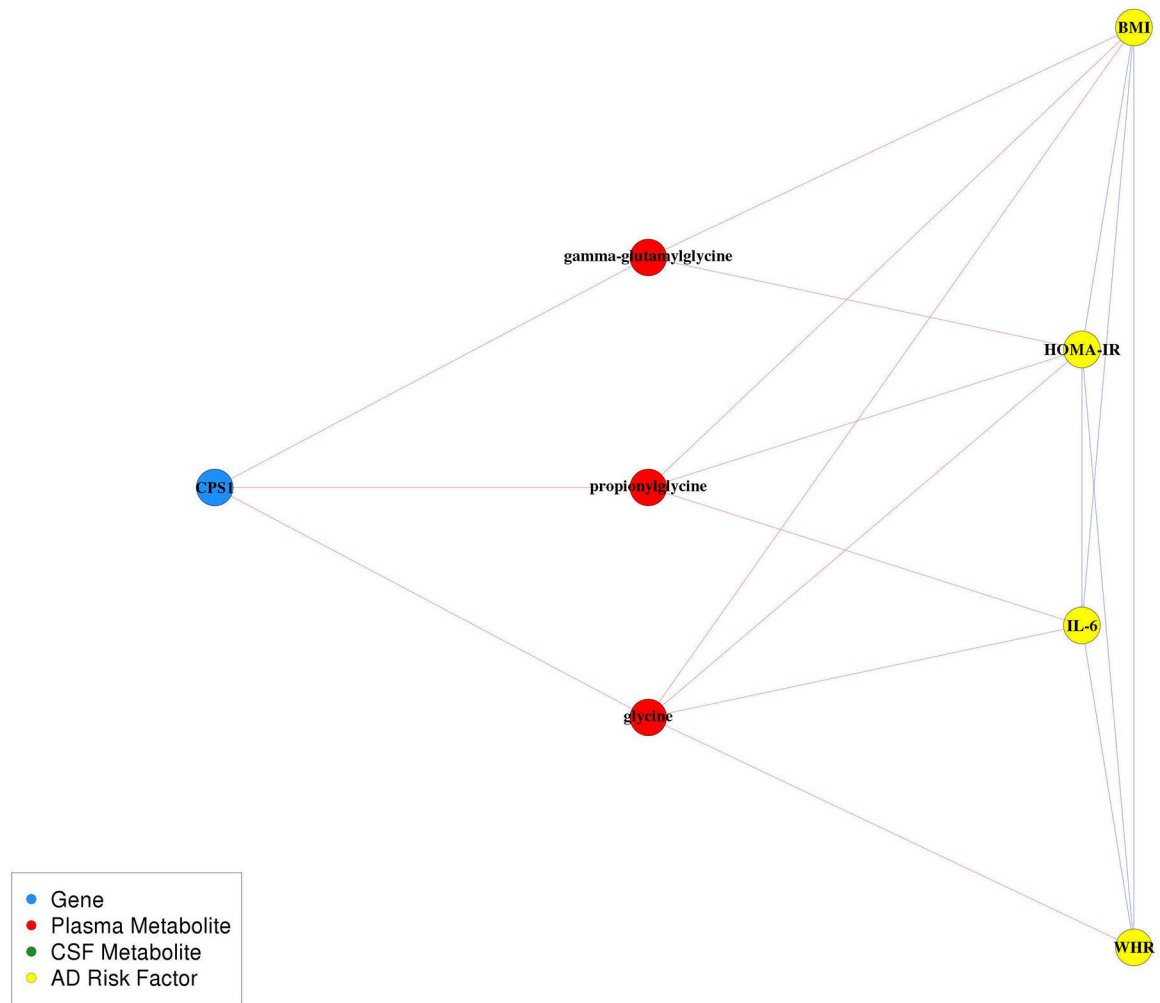 BMI
gamma-glutamylglycine
HOMA-IR
CPS1
propionylglycine
IL-6
glycine
WHR
Gene
Plasma Metabolite
CSF Metabolite
AD Risk Factor